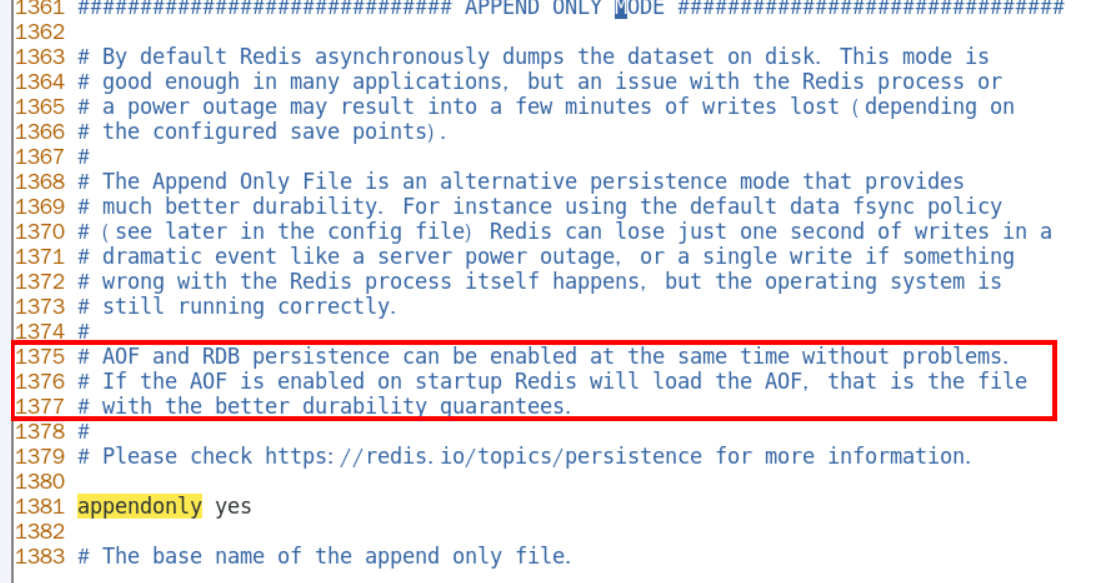 1361 ############################## APPEND ONLY MODE ###############################
1362
1363 # By default Redis asynchronously dumps the dataset on disk. This mode is
1364 # good enough in many applications, but an issue with the Redis process or
1365 # a power outage may result into a few minutes of writes lost (depending on
1366 # the configured save points).
1367 #
1368 # The Append Only File is an alternative persistence mode that provides
1369 # much better durability. For instance using the default data fsync policy
1370 # (see later in the config file) Redis can lose just one second of writes in a
1371 # dramatic event like a server power outage, or a single write if something
1372 # wrong with the Redis process itself happens, but the operating system is
1373 # still running correctly.
1374 #
1375 # AOF and RDB persistence can be enabled at the same time without problems.
1376 # If the AOF is enabled on startup Redis will load the AOF, that is the file
1377 # with the better durability guarantees.
1378 #
1379 # Please check https://redis.io/topics/persistence for more information.
1380
1381 appendonly yes
1382
1383 # The base name of the append only file.